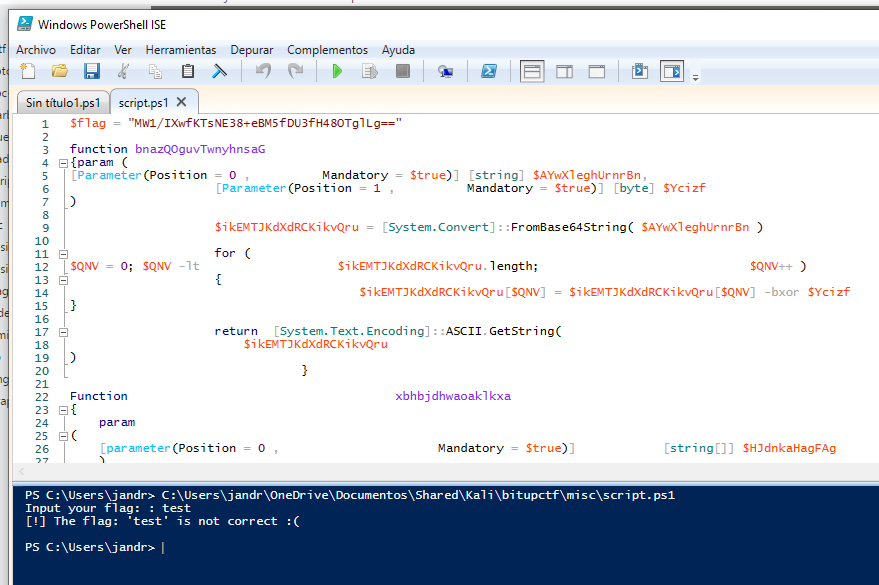 Windows PowerShell ISE
Archivo Editar Ver Herramientas Depurar Complementos Ayuda
Sin título1.ps1 script.ps1 X
1 $flag = "MW1/IXwfKTsNE38+eBM5fDU3fH48OTglLg=="
2
3 function bnazQOguvTwnyhnsaG
4 {param (
5 [Parameter(Position = 0 , Mandatory = $true)] [string] $AYwXleghUrnrBn,
6 [Parameter(Position = 1 , Mandatory = $true)] [byte] $Ycizf
7 )
8
9 $ikEMTJKdXdRCKikvQru = [System.Convert]::FromBase64String( $AYwXleghUrnrBn )
10
11 for (
12 $QNV = 0; $QNV -lt $ikEMTJKdXdRCKikvQru.length; $QNV++ )
13 {
14 $ikEMTJKdXdRCKikvQru[$QNV] = $ikEMTJKdXdRCKikvQru[$QNV] -bxor $Ycizf
15 }
16
17 return [System.Text.Encoding]::ASCII.GetString(
18 $ikEMTJKdXdRCKikvQru
19 )
20 }
21
22 Function xbhbjdhwaoaklkxa
23 {
24 param
25 (
26 [parameter(Position = 0 , Mandatory = $true)] [string[]] $HJdnkaHagFAg
27 )
PS C:\Users\jandr> C:\Users\jandr\OneDrive\Documentos\Shared\Kali\bitupctf\misc\script.ps1
Input your flag: : test
[!] The flag: 'test' is not correct :(
PS C:\Users\jandr>